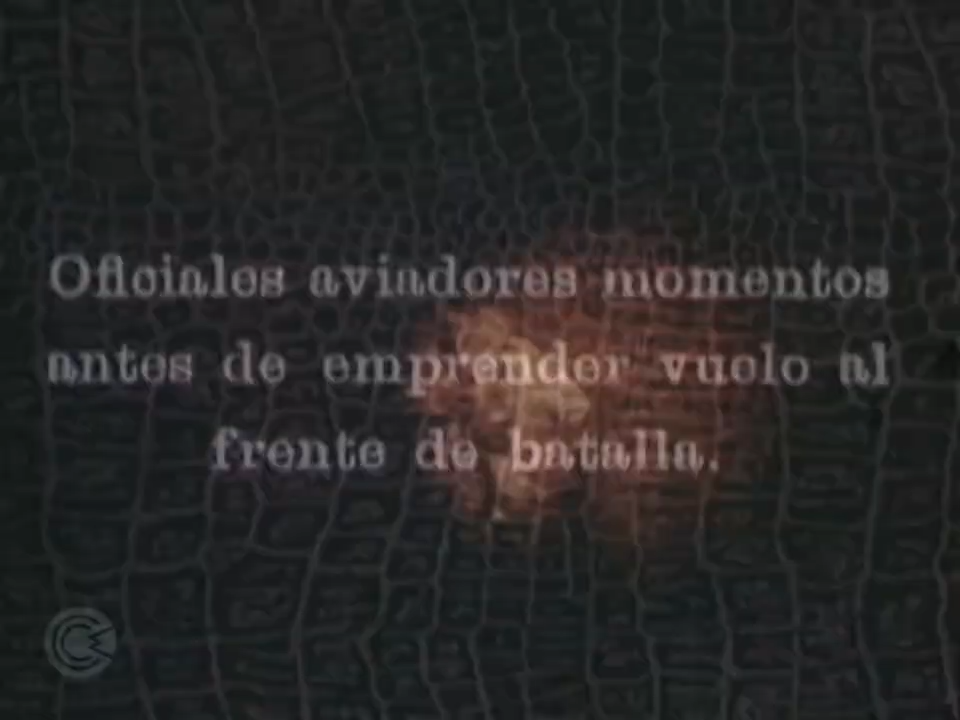 Oficiales aviadores momentos
antes de emprender vuelo al
frente de batalla.